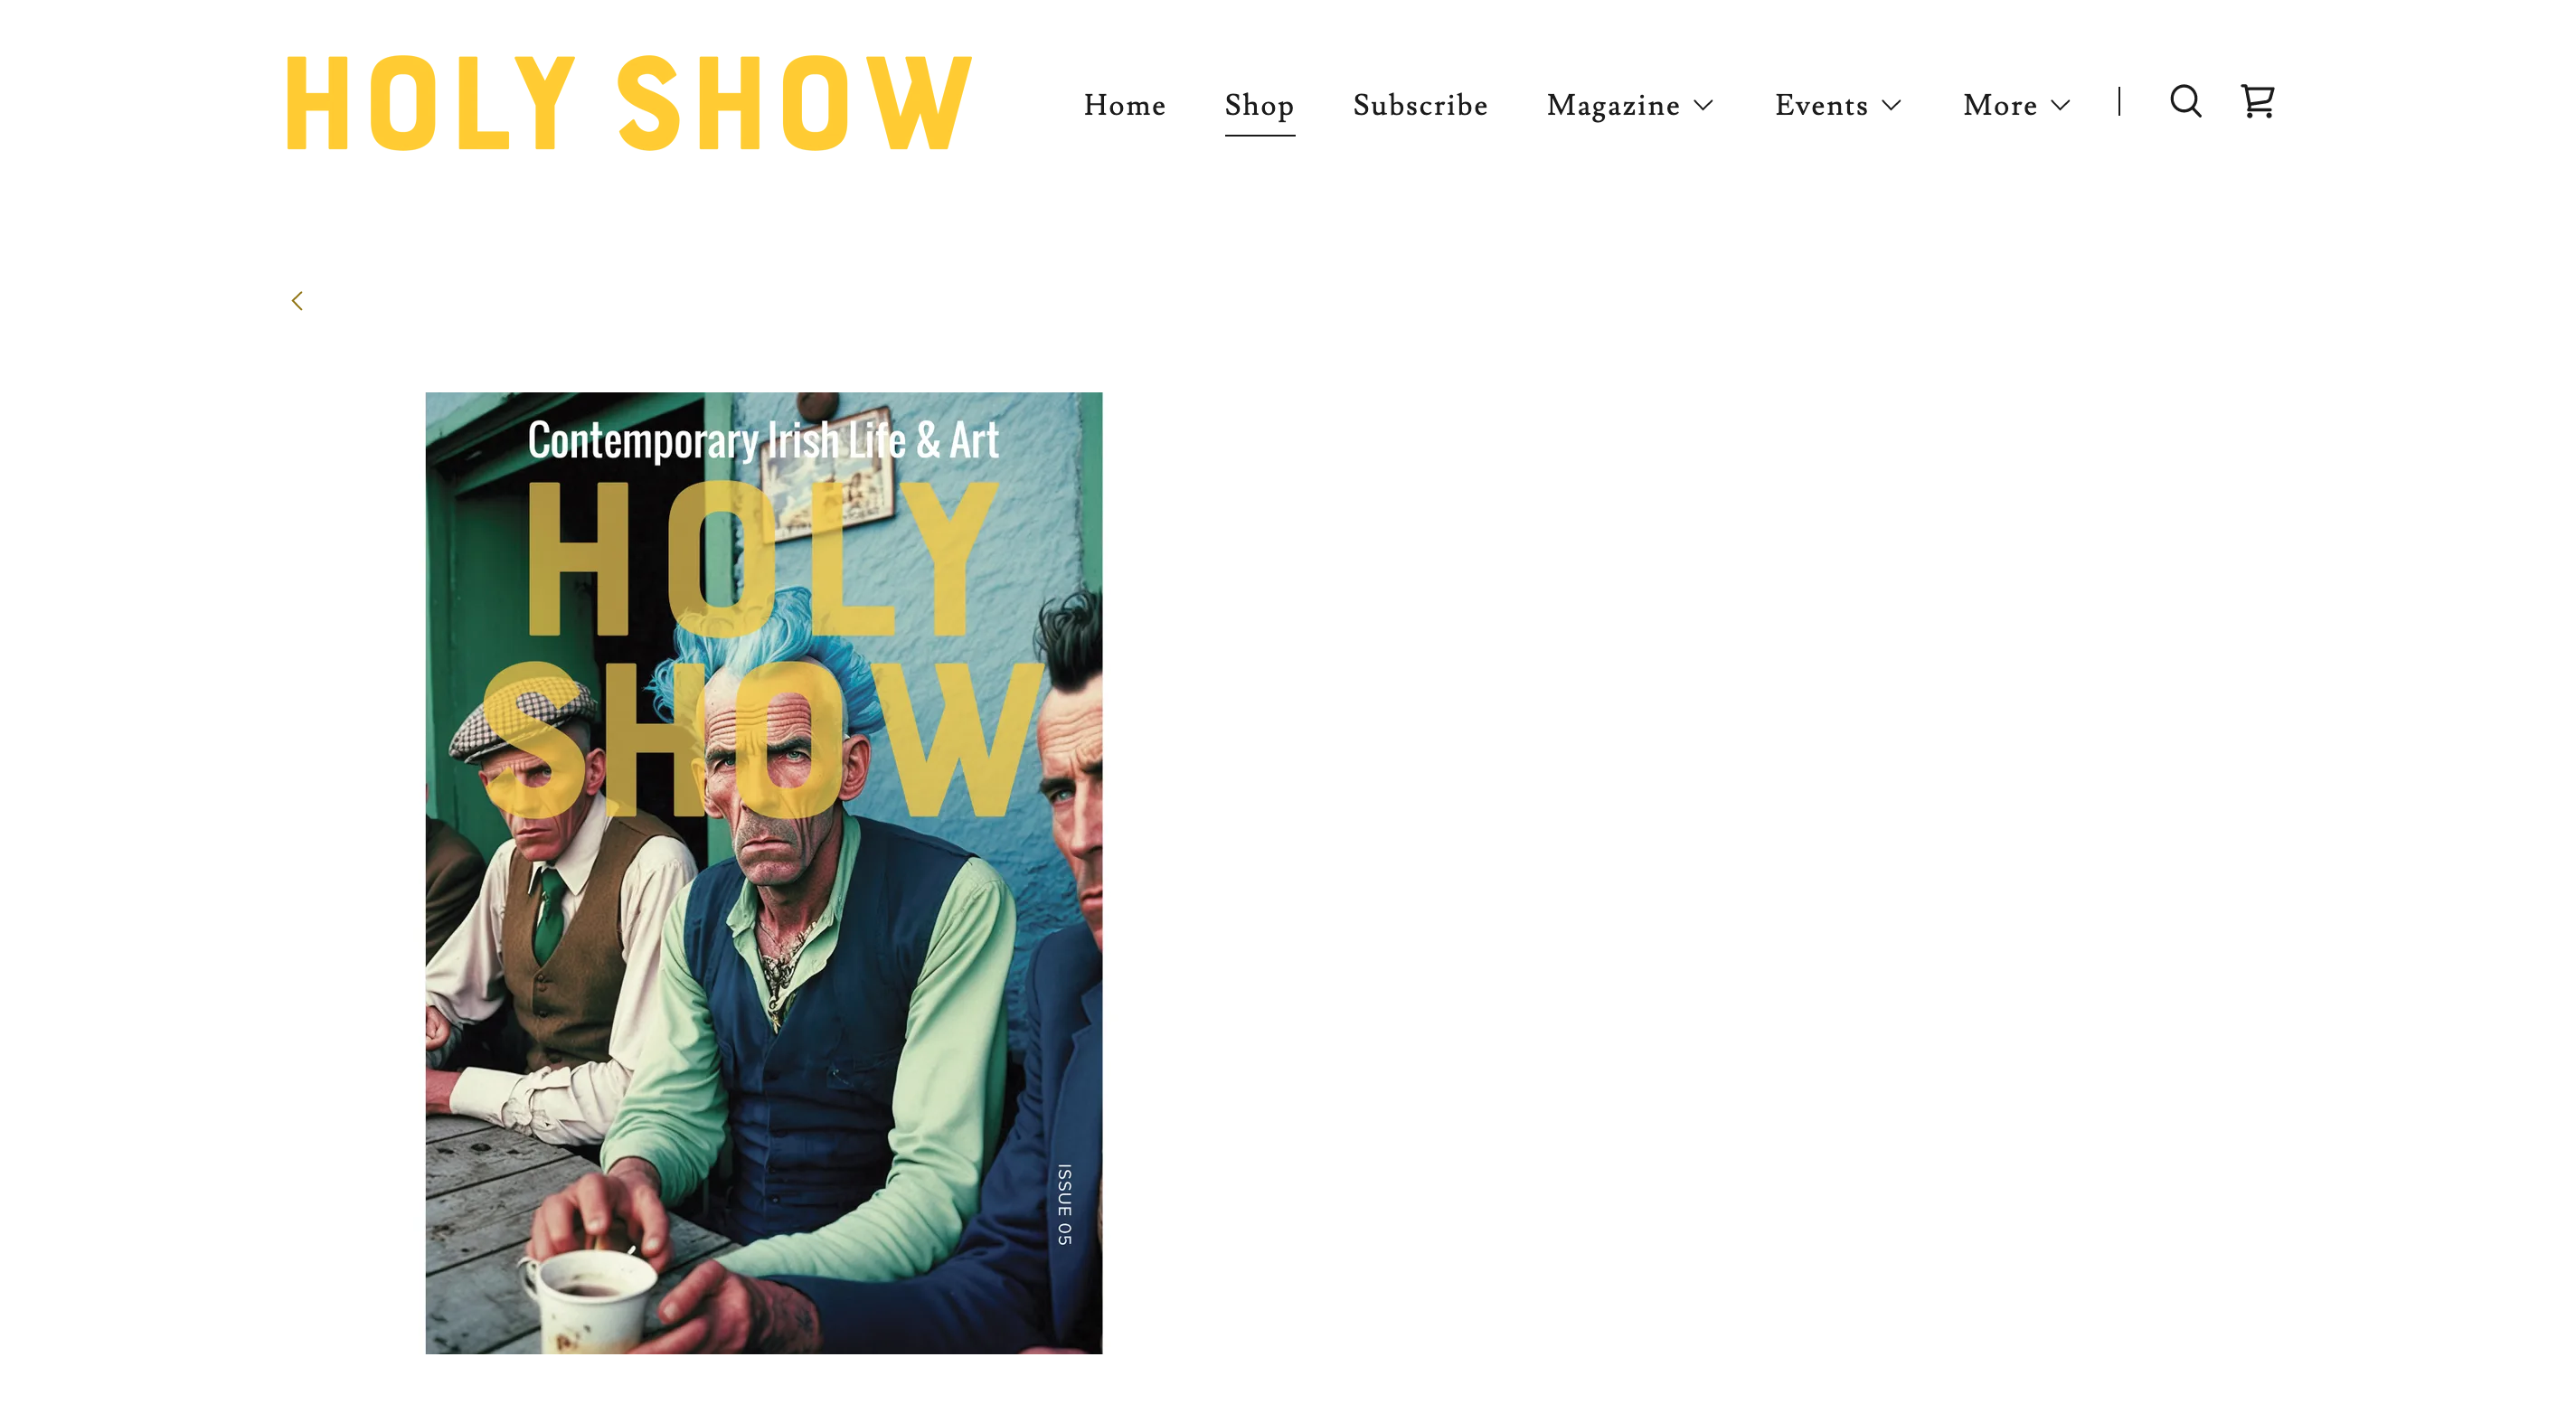 HOLY SHOW
Home Shop Subscribe Magazine Events More
Contemporary Irish Life & Art
HOLY
SHOW
ISSUE 05